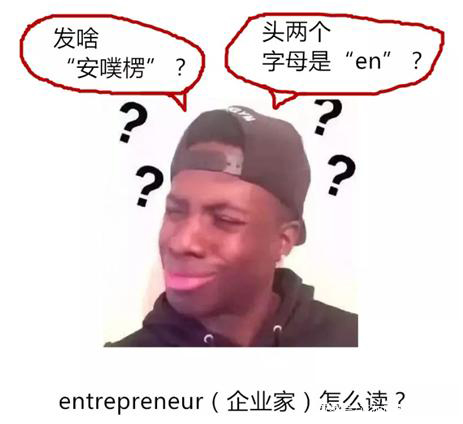 发啥
“安噗楞”？
头两个
字母是“en”？
? ?
? ?
entrepreneur（企业家）怎么读？